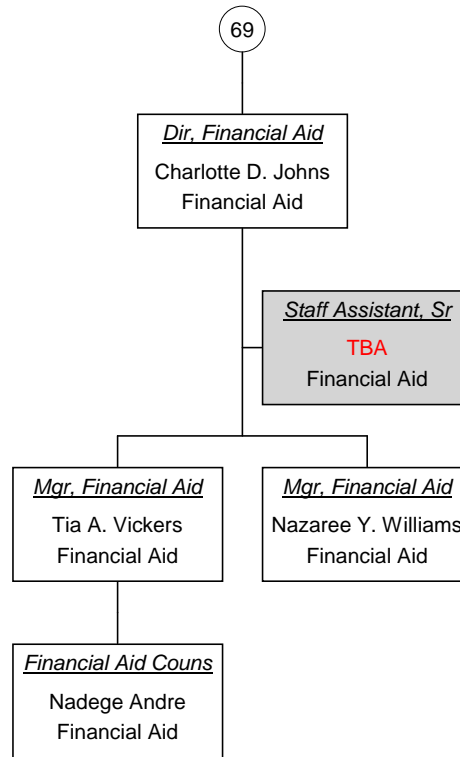 69
Dir, Financial Aid
Charlotte D. Johns
Financial Aid
Staff Assistant, Sr
TBA
Financial Aid
Mgr, Financial Aid
Tia A. Vickers
Financial Aid
Mgr, Financial Aid
Nazaree Y. Williams
Financial Aid
Financial Aid Couns
Nadege Andre
Financial Aid